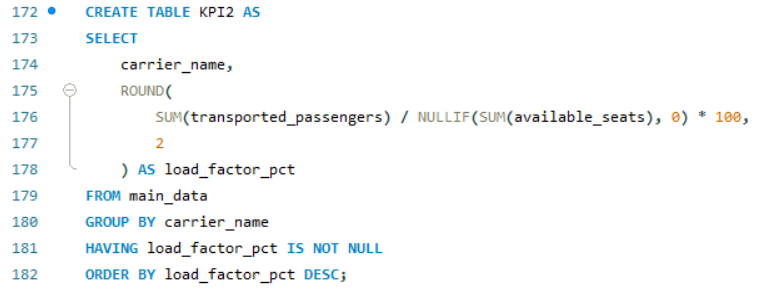 172 CREATE TABLE KPI2 AS
173 SELECT
174 carrier_name,
175 ROUND(
176 SUM(transported_passengers) / NULLIF(SUM(available_seats), 0) * 100,
177 2
178 ) AS load_factor_pct
179 FROM main_data
180 GROUP BY carrier_name
181 HAVING load_factor_pct IS NOT NULL
182 ORDER BY load_factor_pct DESC;